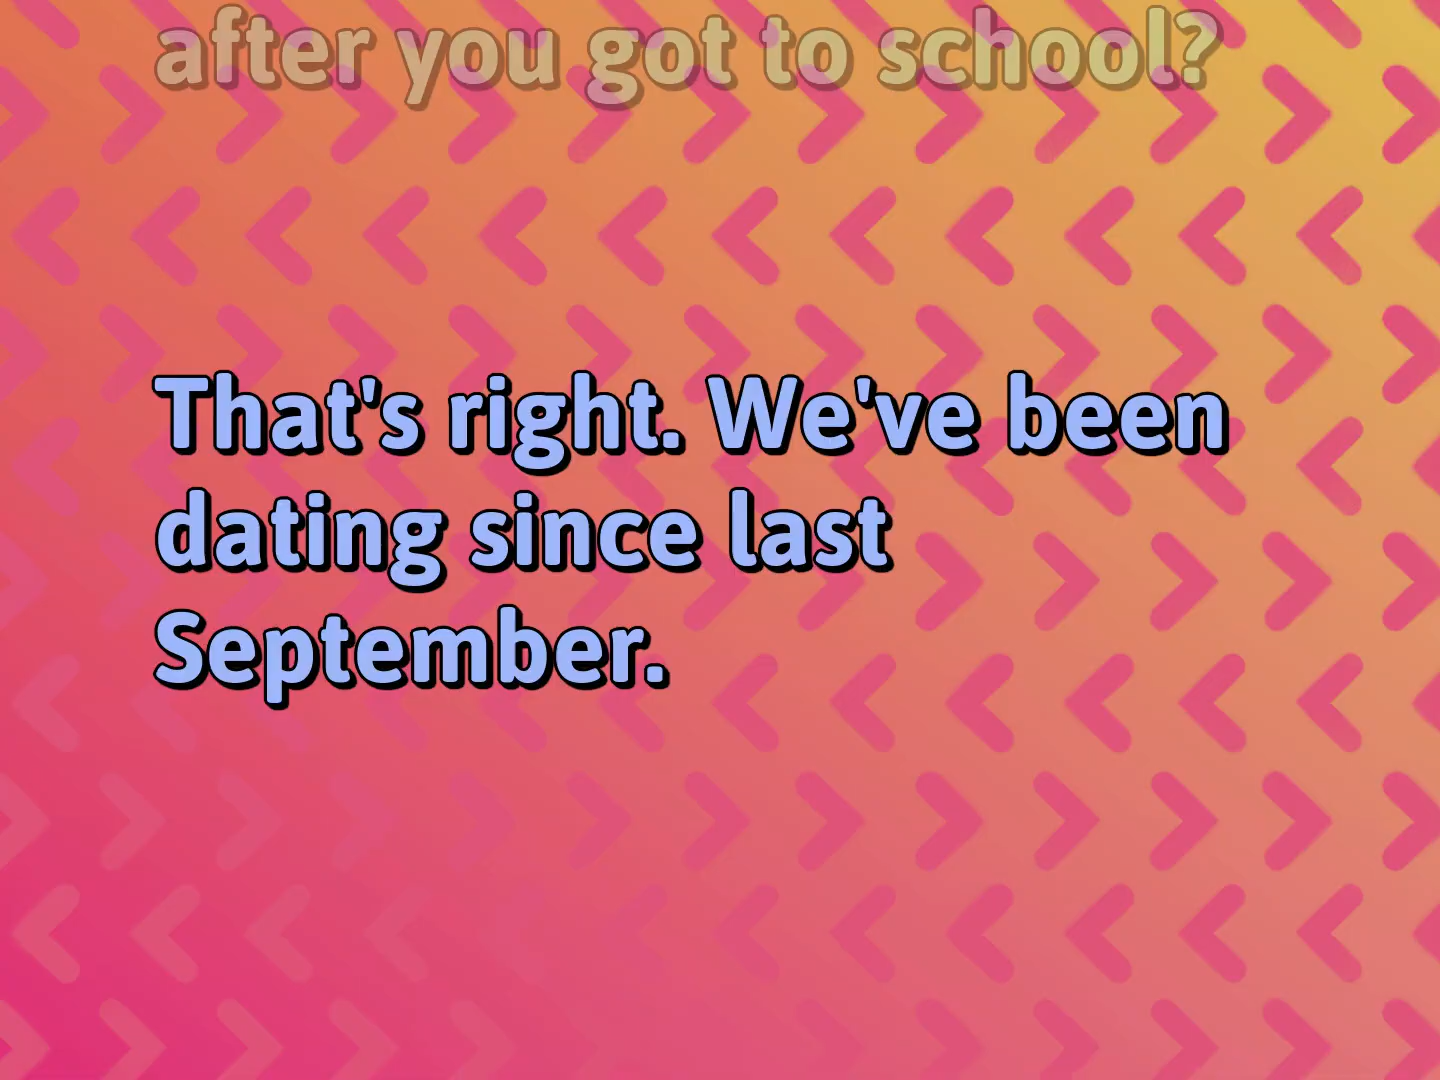 after you got to school?
That's right. We've been
dating since last
September.